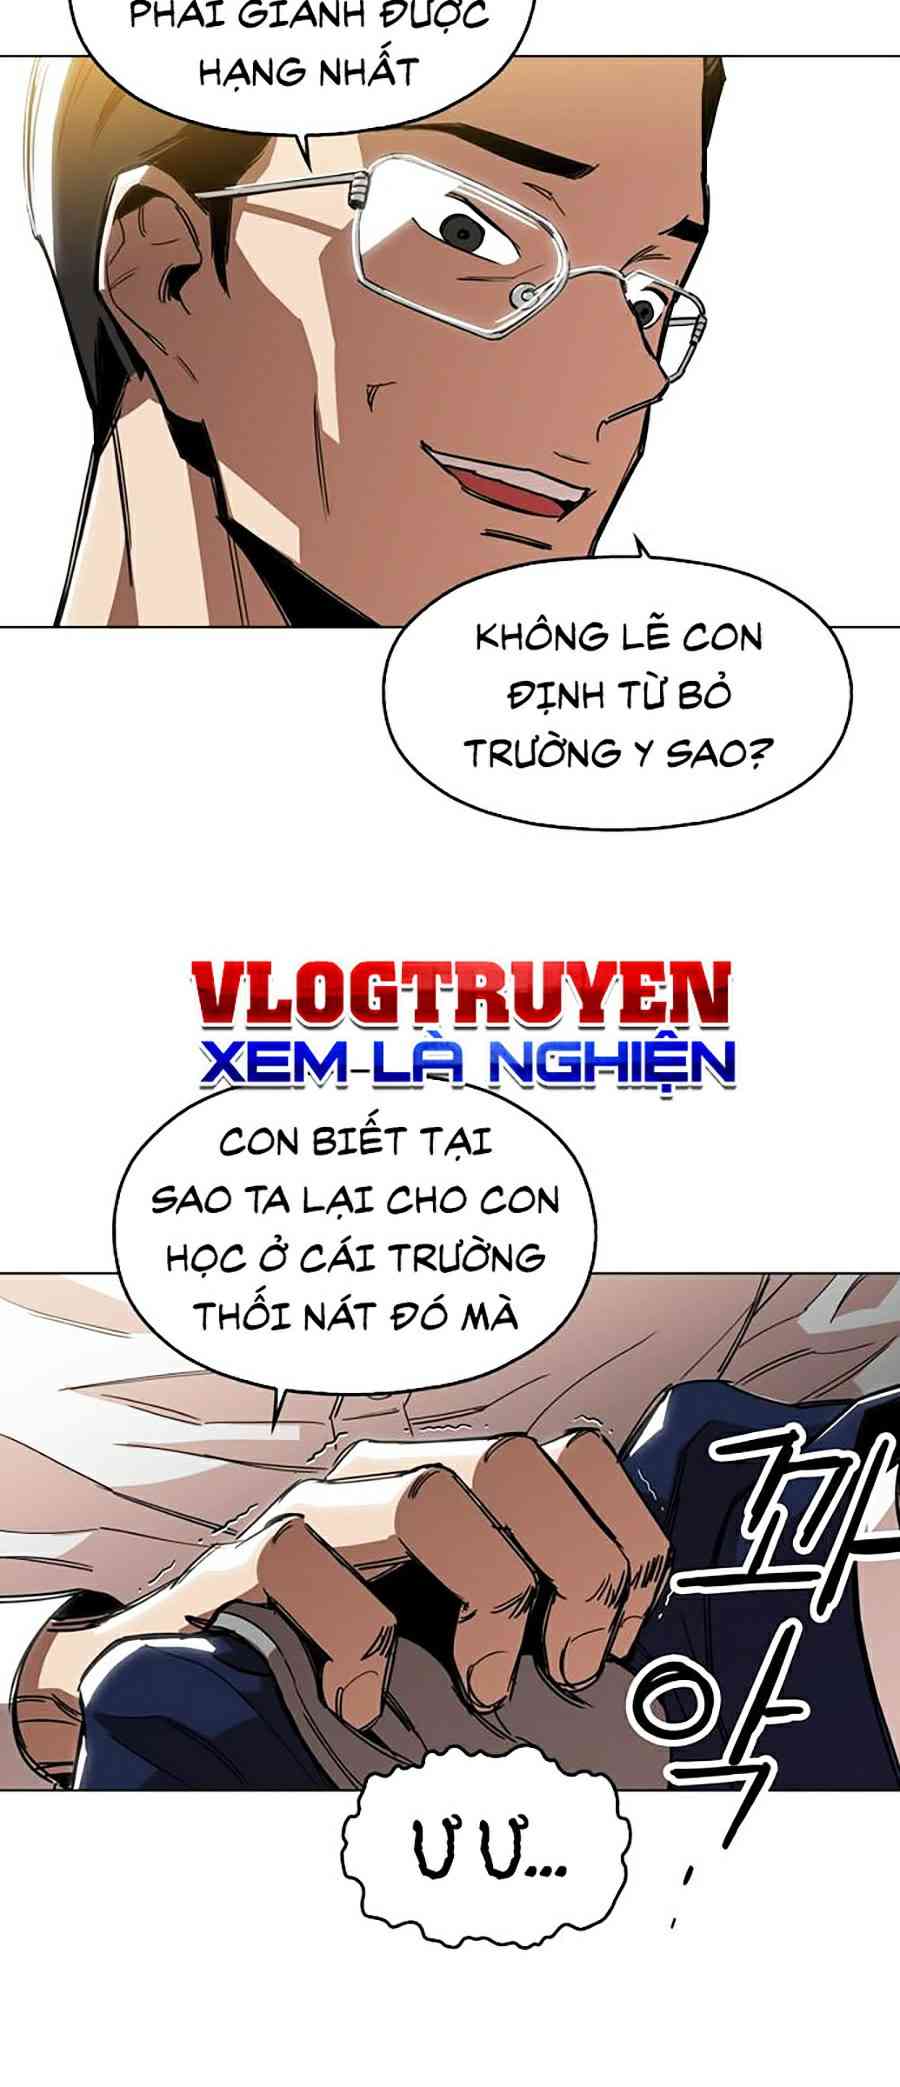 PHẢI GIÀNH ĐƯỢC
HẠNG NHẤT
KHÔNG LẼ CON
ĐỊNH TỪ BỎ
TRƯỜNG Y SAO?
VLOGTRUYEN
XEM LÀ NGHIỆN
CON BIẾT TẠI
SAO TA LẠI CHO CON
HỌC Ở CÁI TRƯỜNG
THỐI NÁT ĐÓ MÀ
꽈
악
Ư Ư...